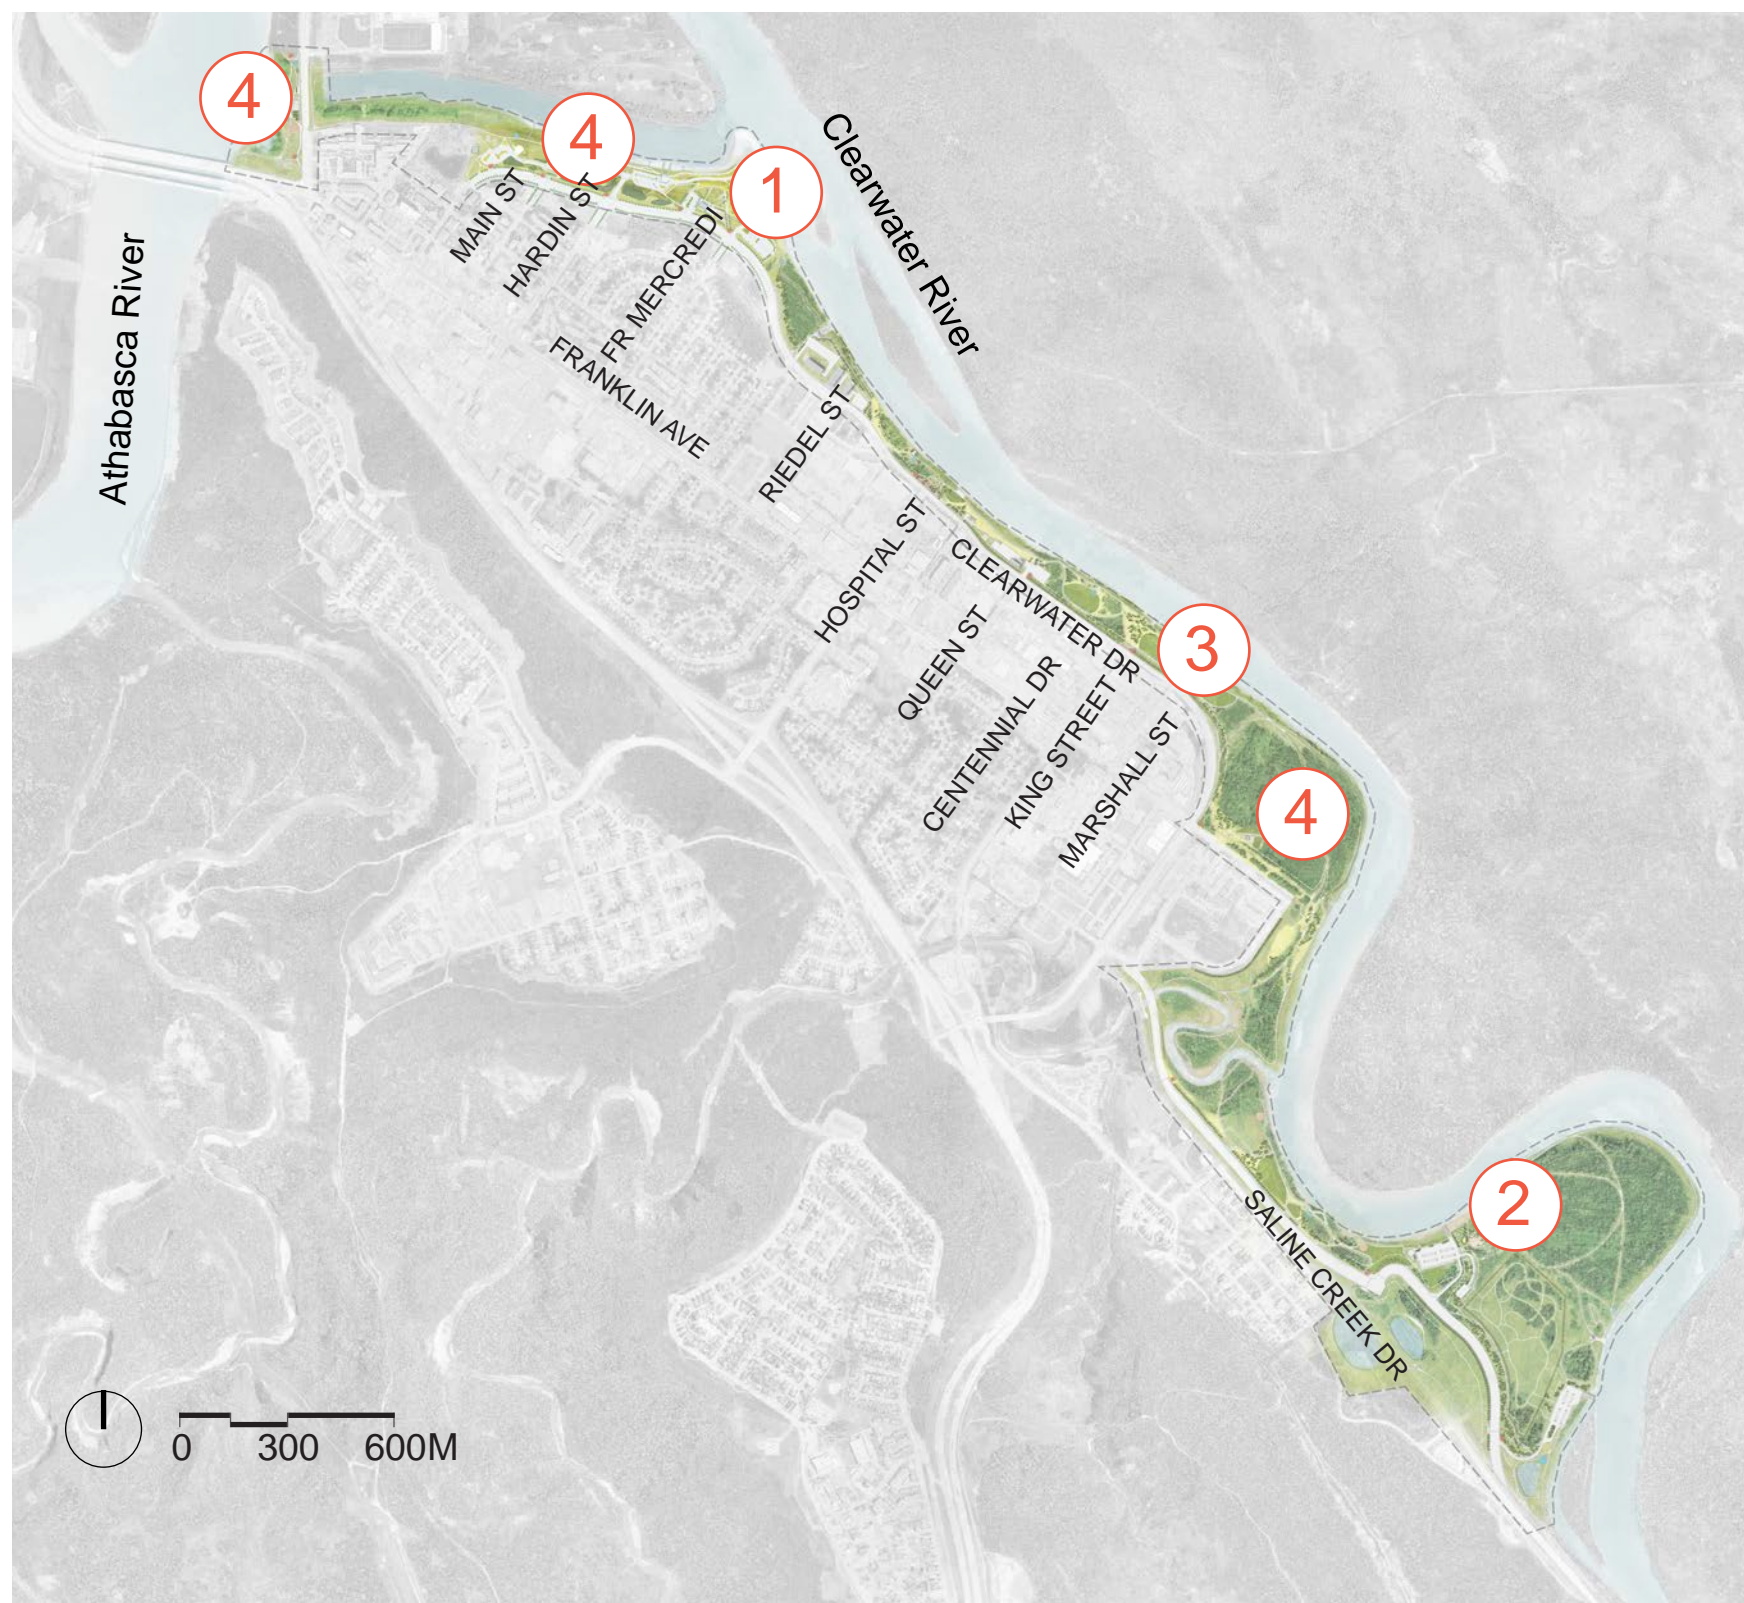 4
4
1
Clearwater River
MAIN ST
HARDIN ST
FR MERCREDI
Athabasca River
FRANKLIN AVE
RIEDEL ST
HOSPITAL ST
CLEARWATER DR
QUEEN ST
3
CENTENNIAL DR
KING STREET
MARSHALL ST
4
2
SALINE CREEK DR
0 300 600M